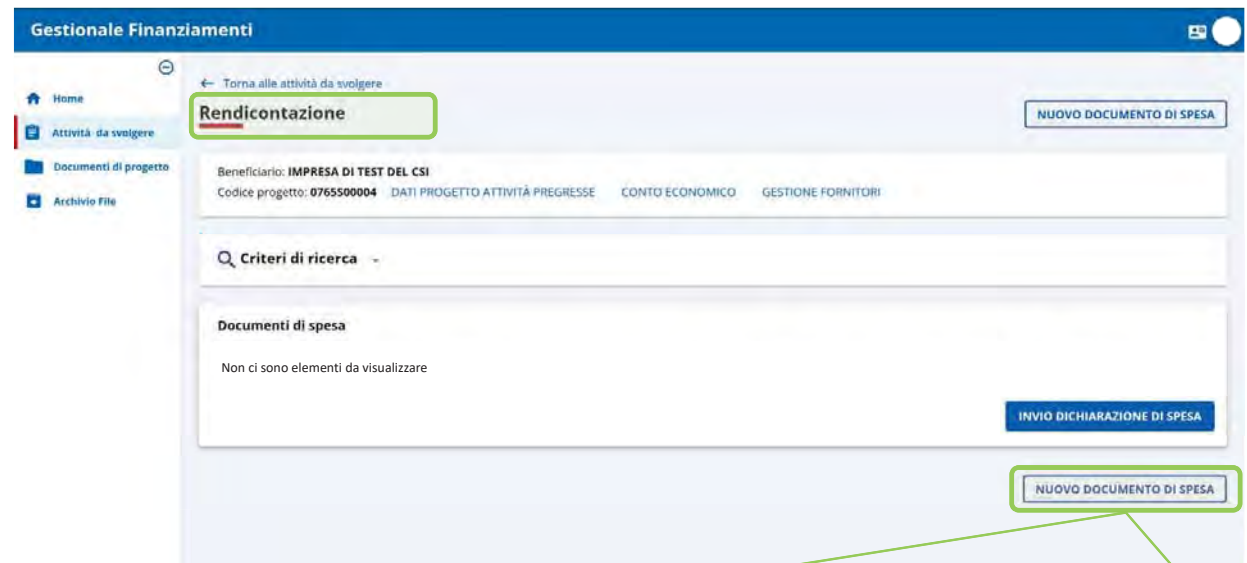 Gestionale Finanziamenti
← Torna alle attività da svolgere
Home
Rendicontazione
NUOVO DOCUMENTO DI SPESA
Attività da svolgere
Documenti di progetto
Beneficiario: IMPRESA DI TEST DEL CSI
Codice progetto: 0765500004 DATI PROGETTO ATTIVITÀ PREGRESSE CONTO ECONOMICO GESTIONE FORNITORI
Archivio File
Criteri di ricerca
Documenti di spesa
Non ci sono elementi da visualizzare
INVIO DICHIARAZIONE DI SPESA
NUOVO DOCUMENTO DI SPESA